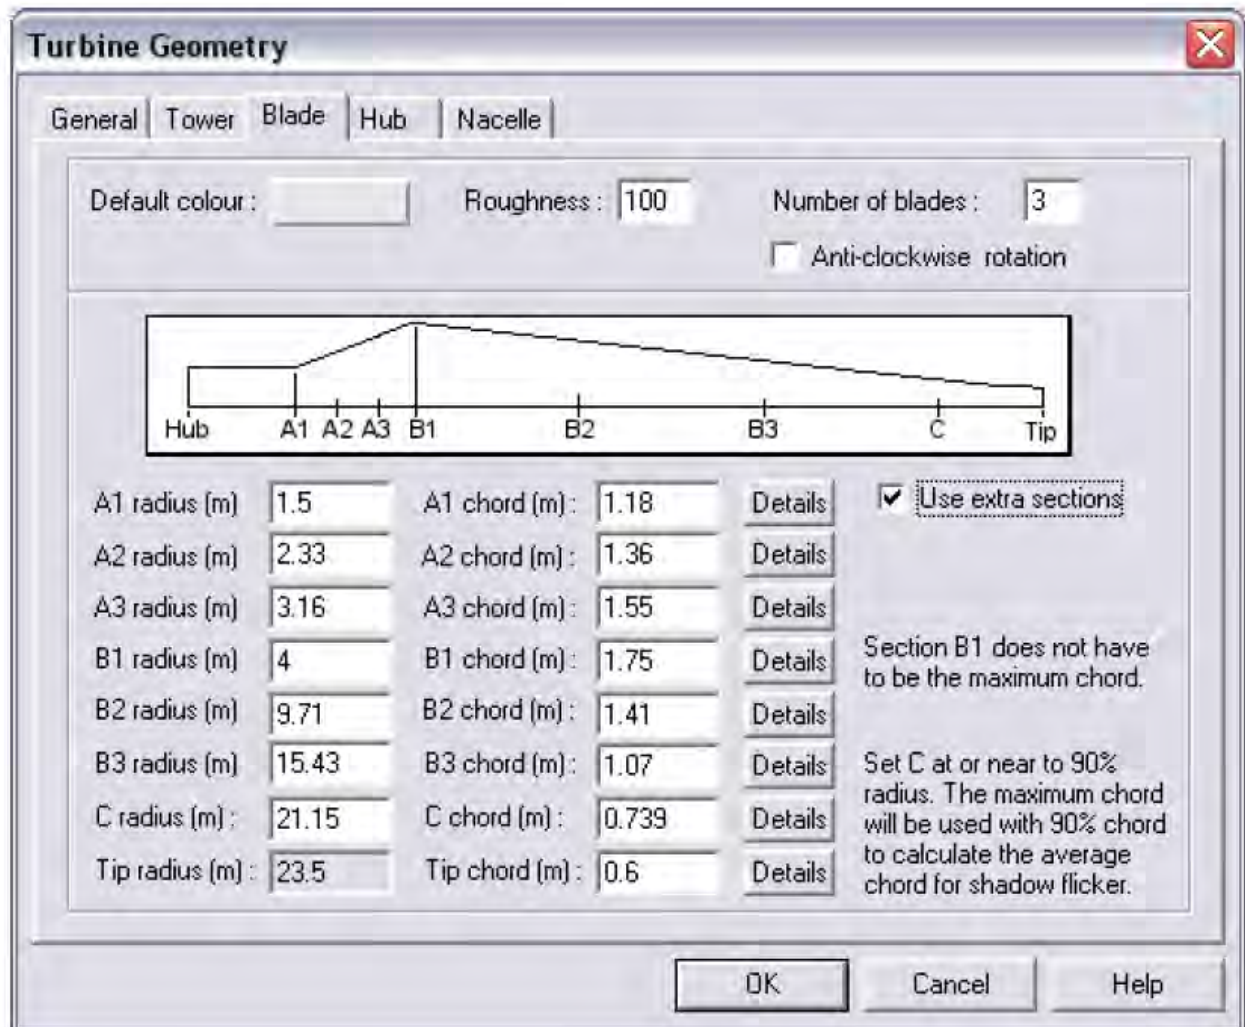 Turbine Geometry
General Tower Blade Hub Nacelle
Default colour : Roughness : 100 Number of blades : 3
Anti-clockwise rotation
Hub A1 A2 A3 B1 B2 B3 C Tip
A1 radius (m) 1.5 A1 chord (m) : 1.18 Details Use extra sections
A2 radius (m) 2.33 A2 chord (m) : 1.36 Details
A3 radius (m) 3.16 A3 chord (m) : 1.55 Details
B1 radius (m) 4 B1 chord (m) : 1.75 Details
B2 radius (m) 9.71 B2 chord (m) : 1.41 Details
B3 radius (m) 15.43 B3 chord (m) : 1.07 Details
C radius (m) : 21.15 C chord (m) : 0.739 Details
Tip radius (m) : 23.5 Tip chord (m) : 0.6 Details
Section B1 does not have
to be the maximum chord.
Set C at or near to 90%
radius. The maximum chord
will be used with 90% chord
to calculate the average
chord for shadow flicker.
OK Cancel Help